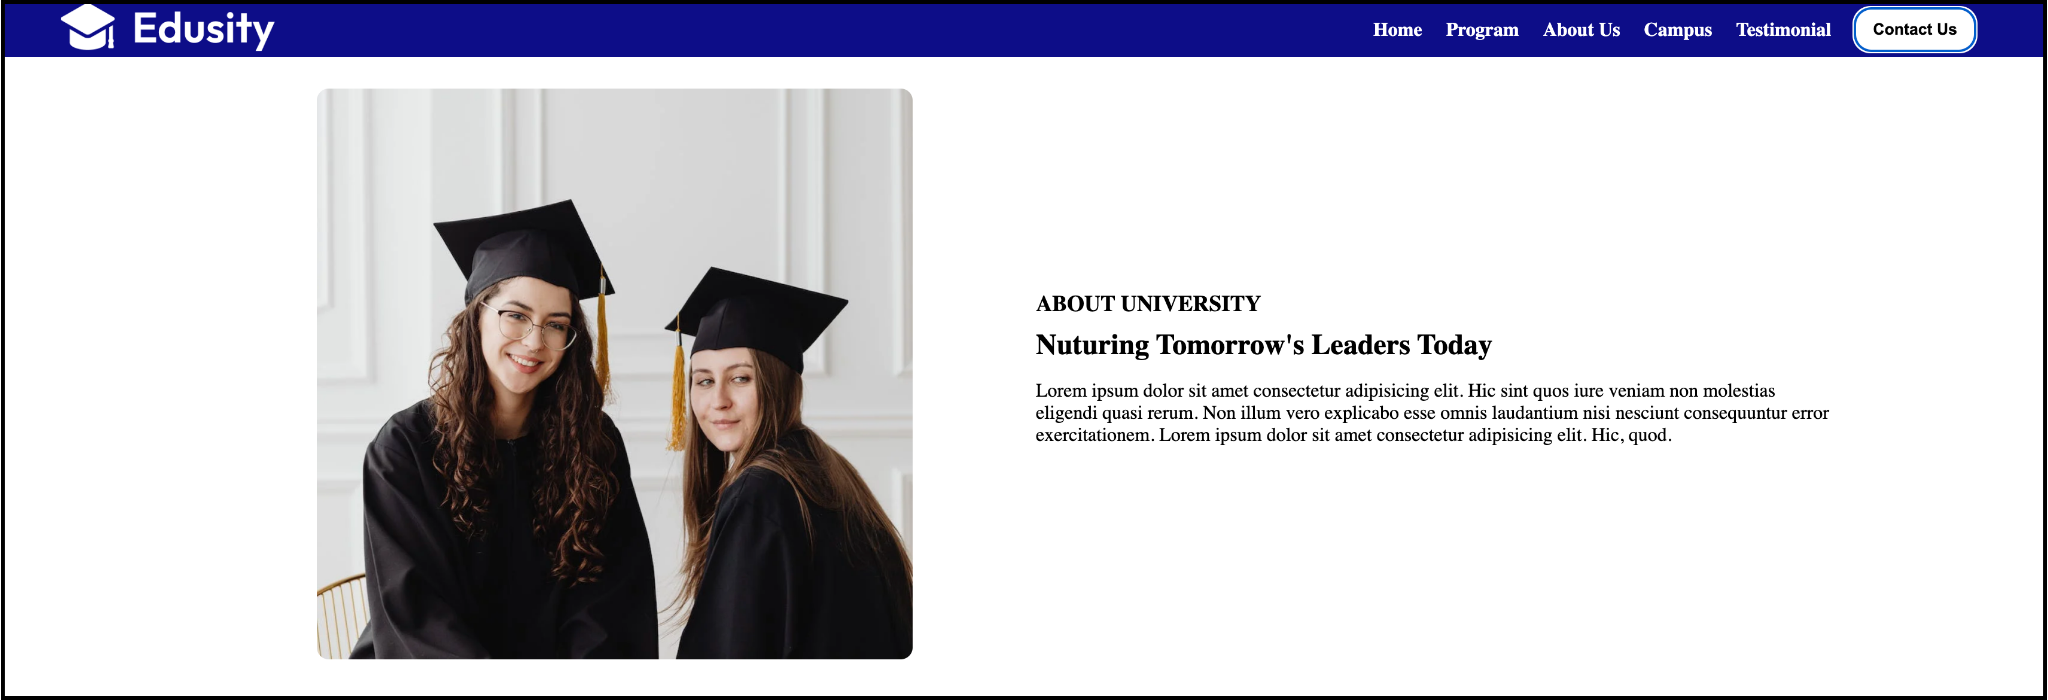 Edusity
Home Program About Us Campus Testimonial Contact Us
ABOUT UNIVERSITY
Nuturing Tomorrow's Leaders Today
Lorem ipsum dolor sit amet consectetur adipisicing elit. Hic sint quos iure veniam non molestias
eligendi quasi rerum. Non illum vero explicabo esse omnis laudantium nisi nesciunt consequuntur error
exercitationem. Lorem ipsum dolor sit amet consectetur adipisicing elit. Hic, quod.